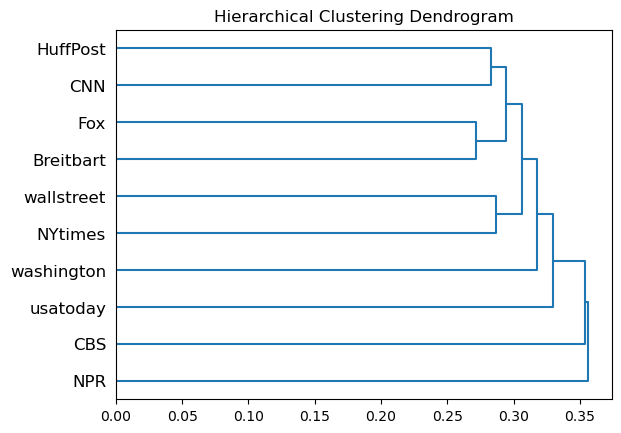 Hierarchical Clustering Dendrogram
HuffPost
CNN
Fox
Breitbart
wallstreet
NYtimes
washington
usatoday
CBS
NPR
0.00 0.05 0.10 0.15 0.20 0.25 0.30 0.35